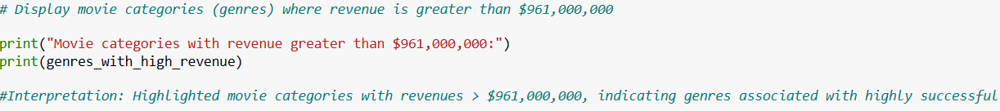 # Display movie categories (genres) where revenue is greater than $961,000,000
print("Movie categories with revenue greater than $961,000,000:")
print(genres_with_high_revenue)
#Interpretation: Highlighted movie categories with revenues > $961,000,000, indicating genres associated with highly successful